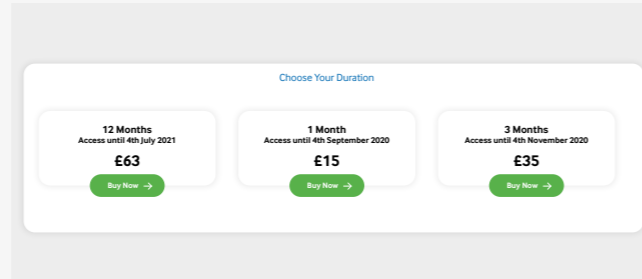 Choose Your Duration
12 Months
Access until 4th July 2021
£63
Buy Now →
1 Month
Access until 4th September 2020
£15
Buy Now →
3 Months
Access until 4th November 2020
£35
Buy Now →